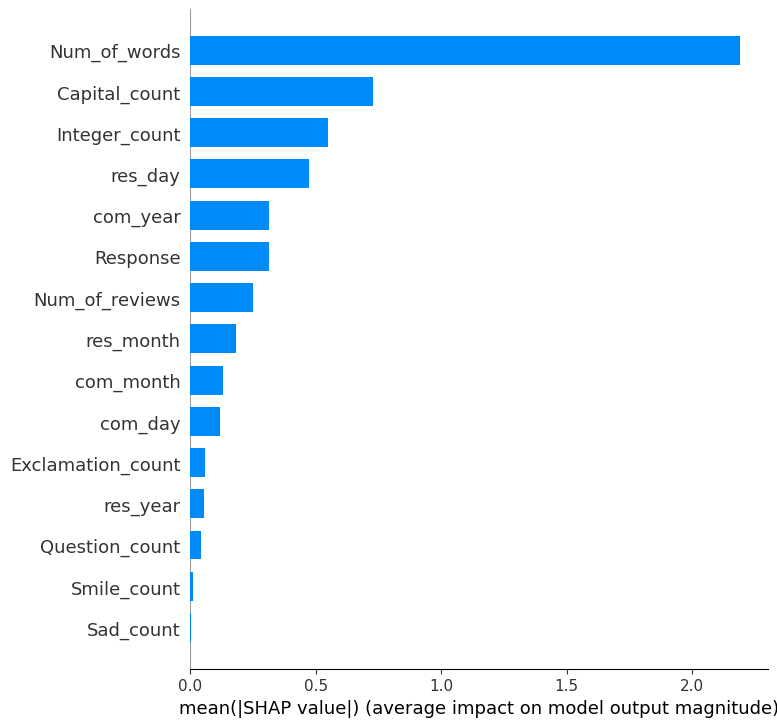 Num_of_words
Capital_count
Integer_count
res_day
com_year
Response
Num_of_reviews
res_month
com_month
com_day
Exclamation_count
res_year
Question_count
Smile_count
Sad_count
0.0 0.5 1.0 1.5 2.0
mean(|SHAP value|) (average impact on model output magnitude)